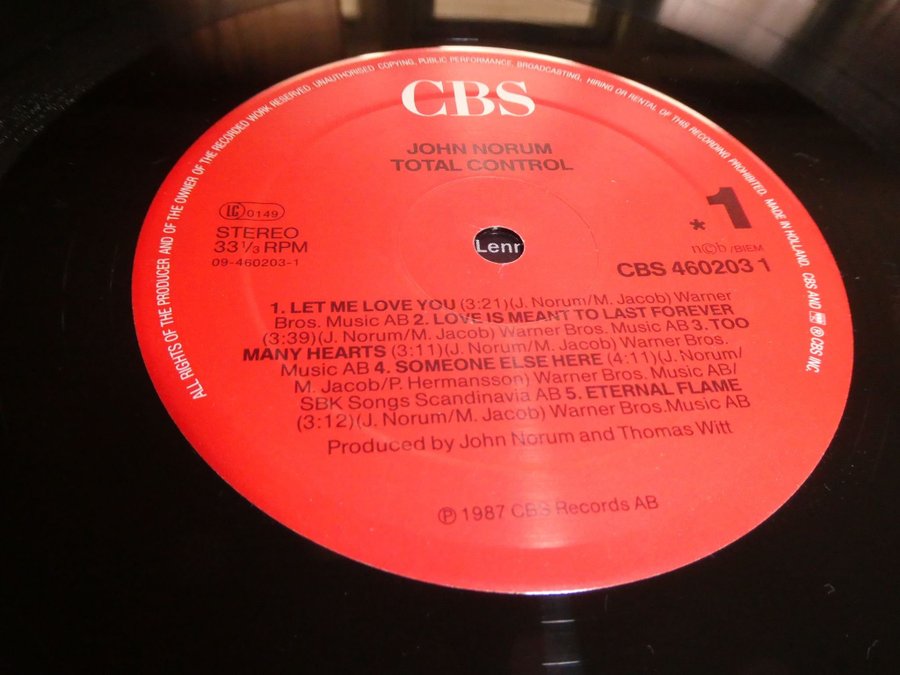 ALL RIGHTS OF THE PRODUCER AND OF THE OWNER OF THE RECORDED WORK RESERVED. UNAUTHORISED COPYING, PUBLIC PERFORMANCE, BROADCASTING, HIRING OR RENTAL OF THIS RECORDING PROHIBITED. MADE IN HOLLAND. CBS AND ℗ CBS INC.
CBS
JOHN NORUM
TOTAL CONTROL
LC 0149
STEREO
33 1/3 RPM
09-460203-1
*1
n©b /BIEM
CBS 460203 1
Lenr
1. LET ME LOVE YOU (3:21)(J. Norum/M. Jacob) Warner
Bros. Music AB 2. LOVE IS MEANT TO LAST FOREVER
(3:39)(J. Norum/M. Jacob) Warner Bros. Music AB 3. TOO
MANY HEARTS (3:11)(J. Norum/M. Jacob) Warner Bros.
Music AB 4. SOMEONE ELSE HERE (4:11)(J. Norum/
M. Jacob/P. Hermansson) Warner Bros. Music AB/
SBK Songs Scandinavia AB 5. ETERNAL FLAME
(3:12)(J. Norum/M. Jacob) Warner Bros.Music AB
Produced by John Norum and Thomas Witt
℗ 1987 CBS Records AB